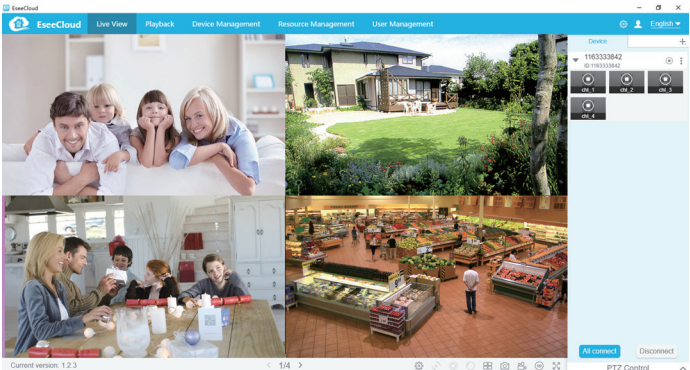 EseeCloud
EseeCloud Live View Playback Device Management Resource Management User Management English
Device
1163333842
ID:1163333842
chl_1 chl_2 chl_3
chl_4
All connect Disconnect
Current version: 1.2.3 < 1/4 >
PTZ Control